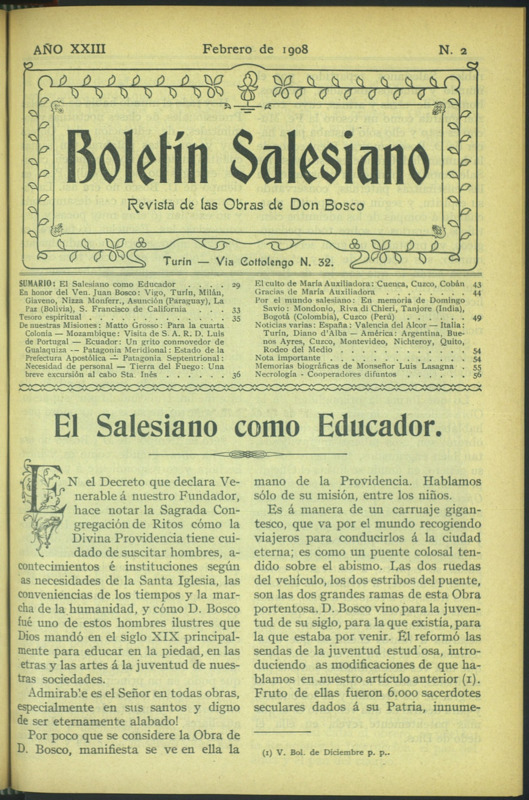 AÑO XXIII
Febrero de 1908
N. 2
Boletín Salesiano
Revista de las Obras de Don Bosco
Turín — Via Cottolengo N. 32.
SUMARIO: El Salesiano como Educador . . . 29
En honor del Ven. Juan Bosco: Vigo, Turín, Milán,
Giaveno, Nizza Monferr., Asunción (Paraguay), La
Paz (Bolivia), S. Francisco de California . . . 33
Tesoro espiritual . . . 35
De nuestras Misiones: Matto Grosso: Para la cuarta
Colonia — Mozambique: Visita de S. A. R. D. Luis
de Portugal — Ecuador: Un grito conmovedor de
Gualaquiza — Patagonia Meridional: Estado de la
Prefectura Apostólica — Patagonia Septentrional:
Necesidad de personal — Tierra del Fuego: Una
breve excursión al cabo Sta. Inés . . . 36
El culto de María Auxiliadora: Cuenca, Cuzco, Cobán 43
Gracias de María Auxiliadora . . . 44
Por el mundo salesiano: En memoria de Domingo
Savio: Mondonio, Riva di Chieri, Tanjore (India),
Bogotá (Colombia), Cuzco (Perú) . . . 49
Noticias varias: España: Valencia del Alcor — Italia:
Turín, Diano d'Alba — América: Argentina, Bue-
nos Ayres, Cuzco, Montevideo, Nichteroy, Quito,
Rodeo del Medio . . . 54
Nota importante . . . 54
Memorias biográficas de Monseñor Luis Lasagna . . . 55
Necrología - Cooperadores difuntos . . . 56
El Salesiano como Educador.
EN el Decreto que declara Ve-
nerable á nuestro Fundador,
hace notar la Sagrada Con-
gregación de Ritos cómo la
Divina Providencia tiene cui-
dado de suscitar hombres, a-
contecimientos é instituciones según
as necesidades de la Santa Iglesia, las
conveniencias de los tiempos y la mar-
cha de la humanidad, y cómo D. Bosco
fué uno de estos hombres ilustres que
Dios mandó en el siglo XIX principal-
mente para educar en la piedad, en las
etras y las artes á la juventud de nues-
tras sociedades.
Admirable es el Señor en todas obras,
especialmente en sus santos y digno
de ser eternamente alabado!
Por poco que se considere la Obra de
D. Bosco, manifiesta se ve en ella la
mano de la Providencia. Hablamos
sólo de su misión, entre los niños.
Es á manera de un carruaje gigan-
tesco, que va por el mundo recogiendo
viajeros para conducirlos á la ciudad
eterna; es como un puente colosal ten-
dido sobre el abismo. Las dos ruedas
del vehículo, los dos estribos del puente,
son las dos grandes ramas de esta Obra
portentosa. D. Bosco vino para la juven-
tud de su siglo, para la que existía, para
la que estaba por venir. Él reformó las
sendas de la juventud estud osa, intro-
duciendo as modificaciones de que ha-
blamos en nuestro artículo anterior (1).
Fruto de ellas fueron 6.000 sacerdotes
seculares dados á su Patria, innume-
(1) V. Bol. de Diciembre p. p..